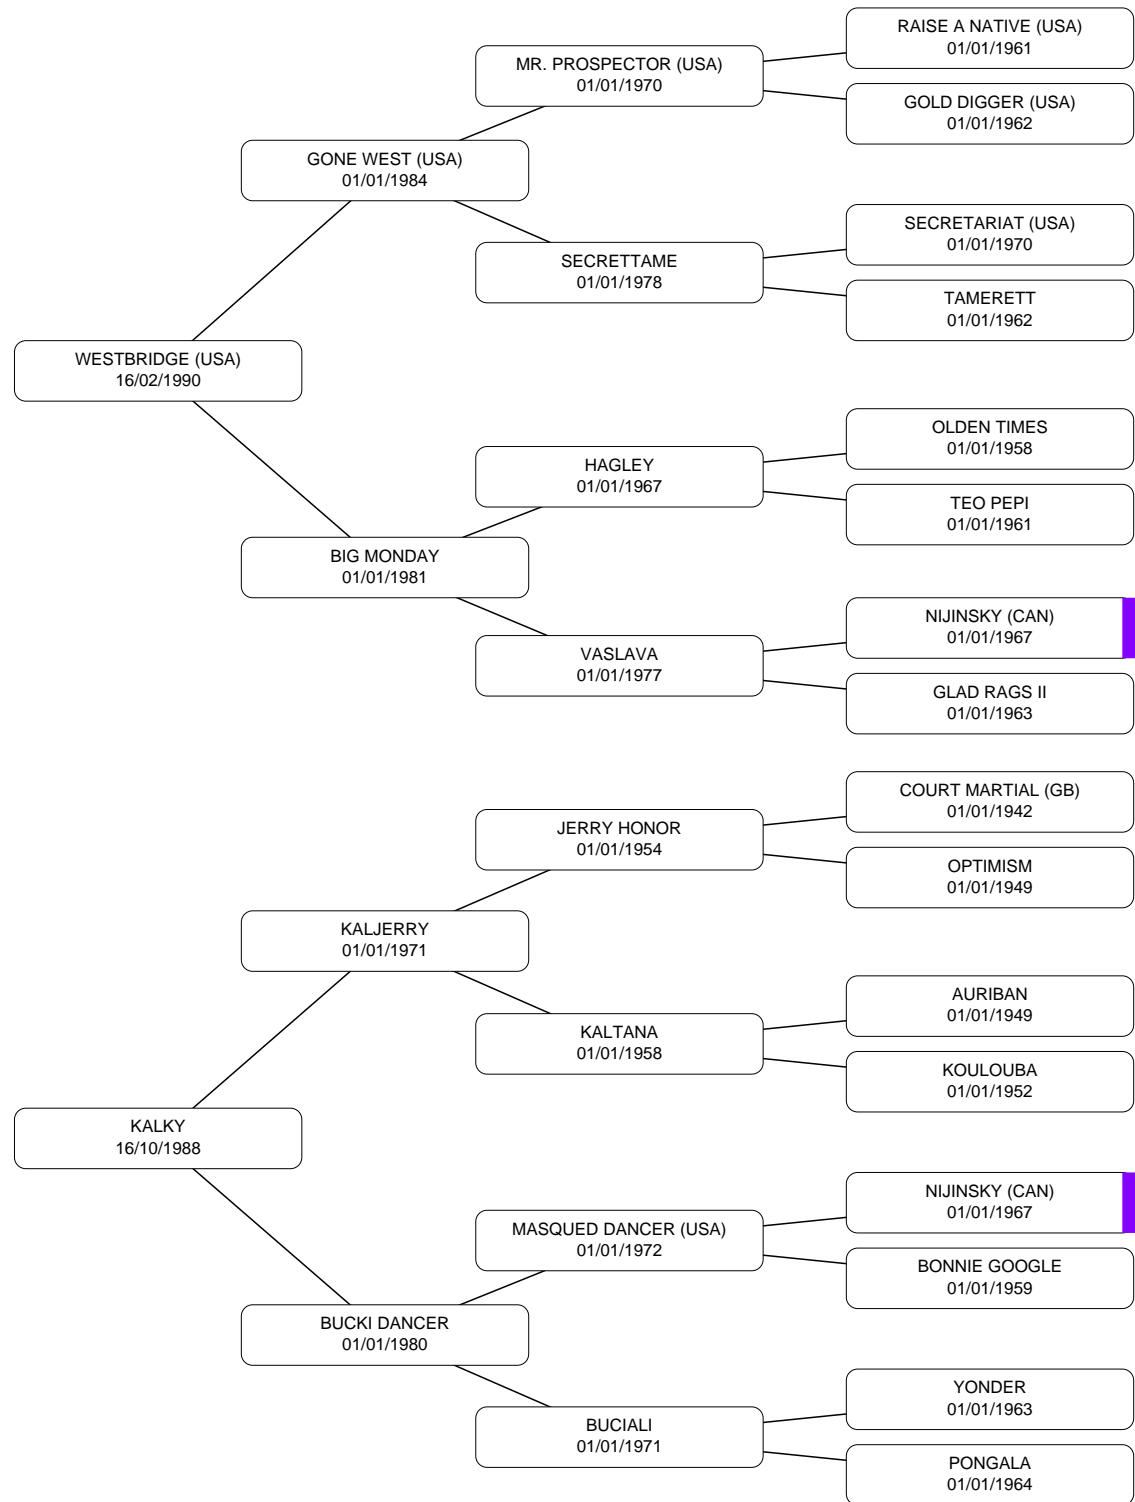 RAISE A NATIVE (USA)
01/01/1961
MR. PROSPECTOR (USA)
01/01/1970
GOLD DIGGER (USA)
01/01/1962
GONE WEST (USA)
01/01/1984
SECRETARIAT (USA)
01/01/1970
SECRETTAME
01/01/1978
TAMERETT
01/01/1962
WESTBRIDGE (USA)
16/02/1990
OLDEN TIMES
01/01/1958
HAGLEY
01/01/1967
TEO PEPI
01/01/1961
BIG MONDAY
01/01/1981
NIJINSKY (CAN)
01/01/1967
VASLAVA
01/01/1977
GLAD RAGS II
01/01/1963
COURT MARTIAL (GB)
01/01/1942
JERRY HONOR
01/01/1954
OPTIMISM
01/01/1949
KALJERRY
01/01/1971
AURIBAN
01/01/1949
KALTANA
01/01/1958
KOULOUBA
01/01/1952
KALKY
16/10/1988
NIJINSKY (CAN)
01/01/1967
MASQUED DANCER (USA)
01/01/1972
BONNIE GOOGLE
01/01/1959
BUCKI DANCER
01/01/1980
YONDER
01/01/1963
BUCIALI
01/01/1971
PONGALA
01/01/1964